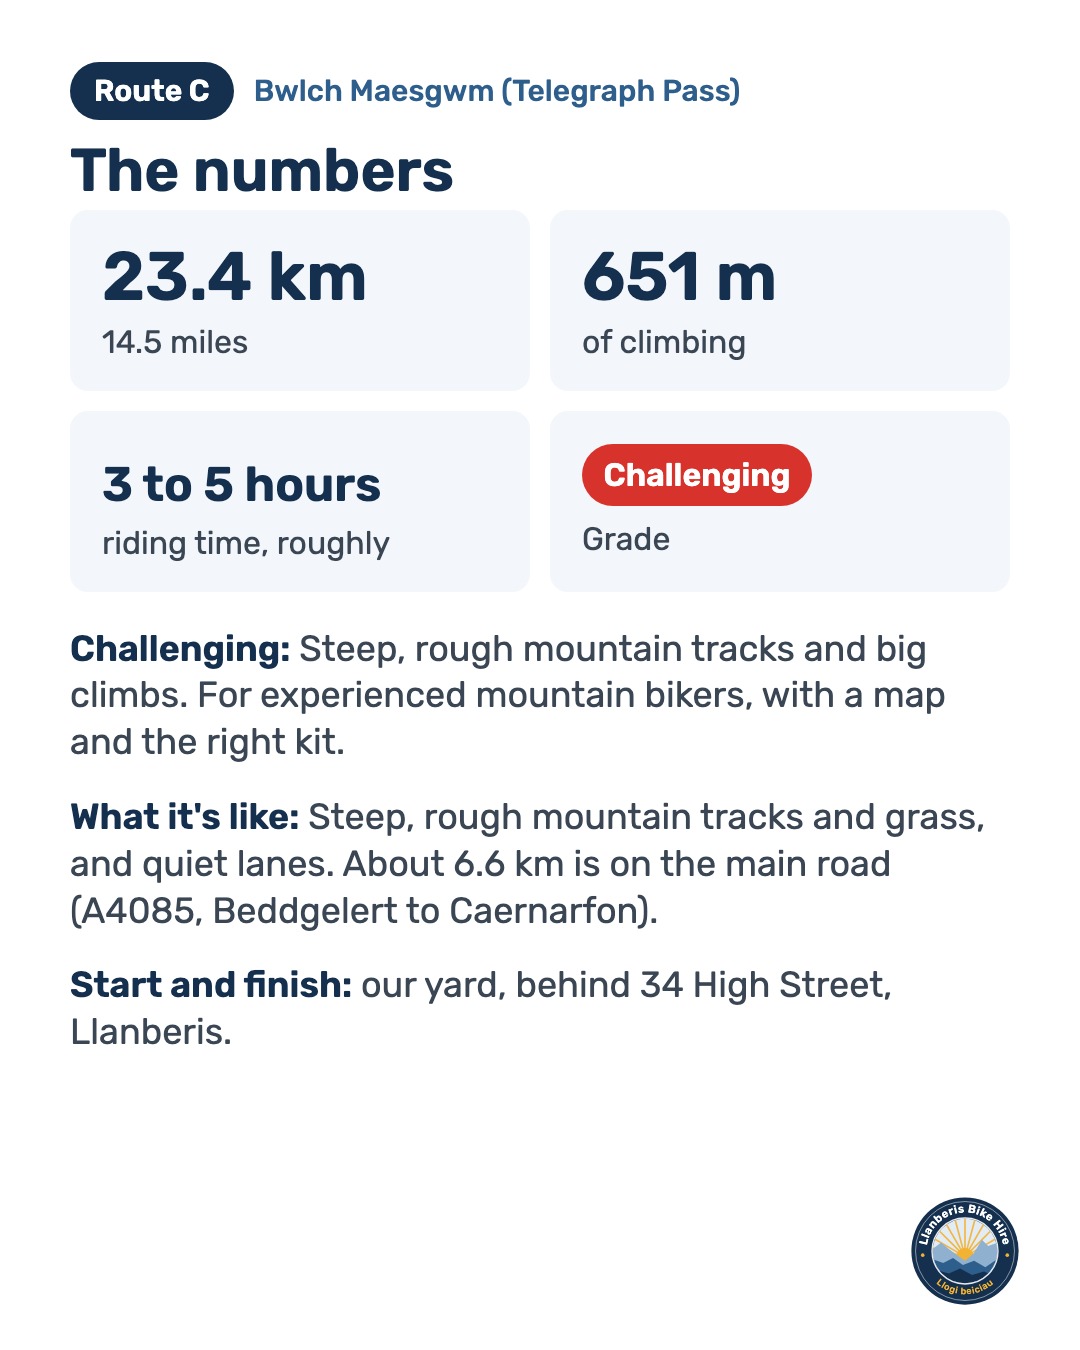 Route C
Bwlch Maesgwm (Telegraph Pass)
The numbers
23.4 km
14.5 miles
651 m
of climbing
3 to 5 hours
riding time, roughly
Challenging
Grade
Challenging: Steep, rough mountain tracks and big
climbs. For experienced mountain bikers, with a map
and the right kit.
What it's like: Steep, rough mountain tracks and grass,
and quiet lanes. About 6.6 km is on the main road
(A4085, Beddgelert to Caernarfon).
Start and finish: our yard, behind 34 High Street,
Llanberis.
Llanberis Bike Hire
Llogi beiciau